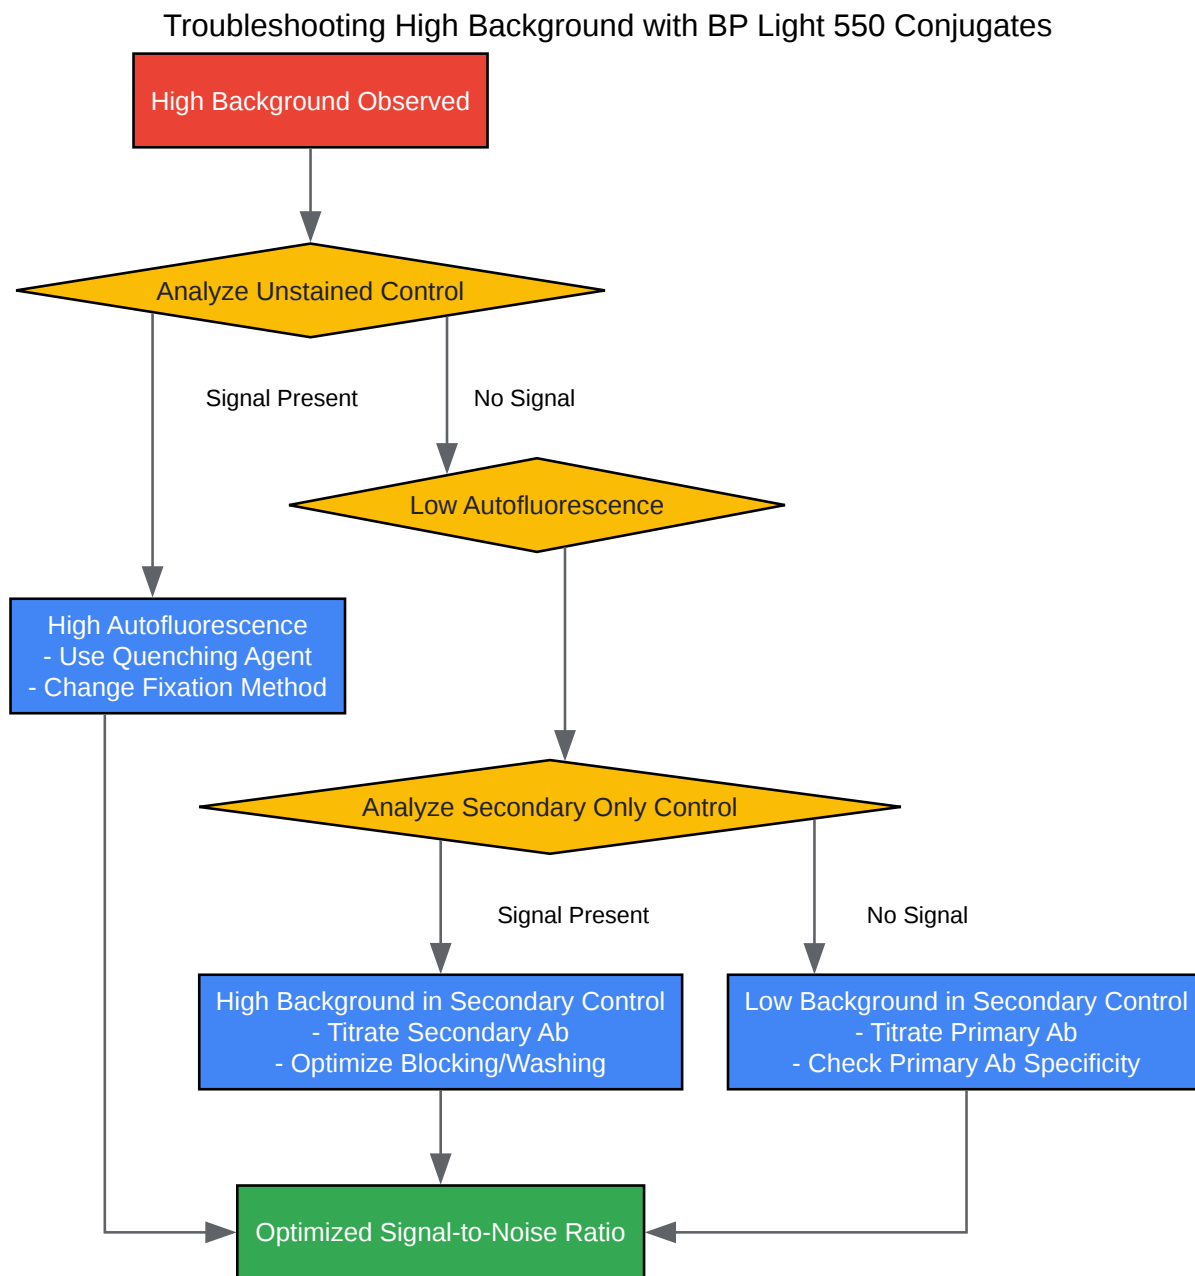 Troubleshooting High Background with BP Light 550 Conjugates
High Background Observed
Analyze Unstained Control
Signal Present
No Signal
Low Autofluorescence
High Autofluorescence
- Use Quenching Agent
- Change Fixation Method
Analyze Secondary Only Control
Signal Present
No Signal
High Background in Secondary Control
- Titrate Secondary Ab
- Optimize Blocking/Washing
Low Background in Secondary Control
- Titrate Primary Ab
- Check Primary Ab Specificity
Optimized Signal-to-Noise Ratio